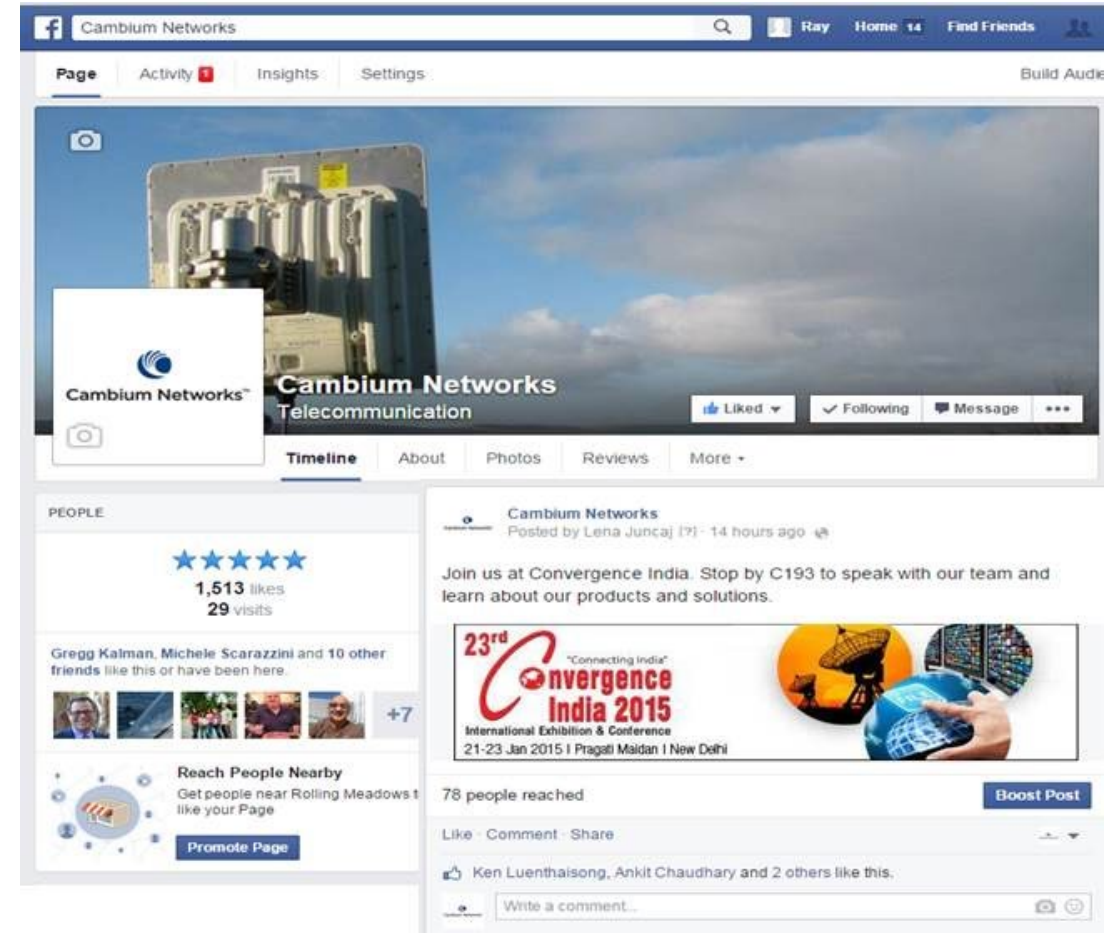 f Cambium Networks Ray Home 14 Find Friends
Page Activity 1 Insights Settings Build Audie
Cambium Networks™
Cambium Networks
Telecommunication
Liked Following Message
Timeline About Photos Reviews More
PEOPLE
1,513 likes
29 visits
Gregg Kalman, Michele Scarazzini and 10 other
friends like this or have been here.
+7
Reach People Nearby
Get people near Rolling Meadows t
like your Page
Promote Page
Cambium Networks
Posted by Lena Juncaj [?] · 14 hours ago
Join us at Convergence India. Stop by C193 to speak with our team and
learn about our products and solutions.
23rd
"Connecting India"
Convergence
India 2015
International Exhibition & Conference
21-23 Jan 2015 I Pragati Maidan I New Delhi
78 people reached Boost Post
Like · Comment · Share
Ken Luenthaisong, Ankit Chaudhary and 2 others like this.
Write a comment...